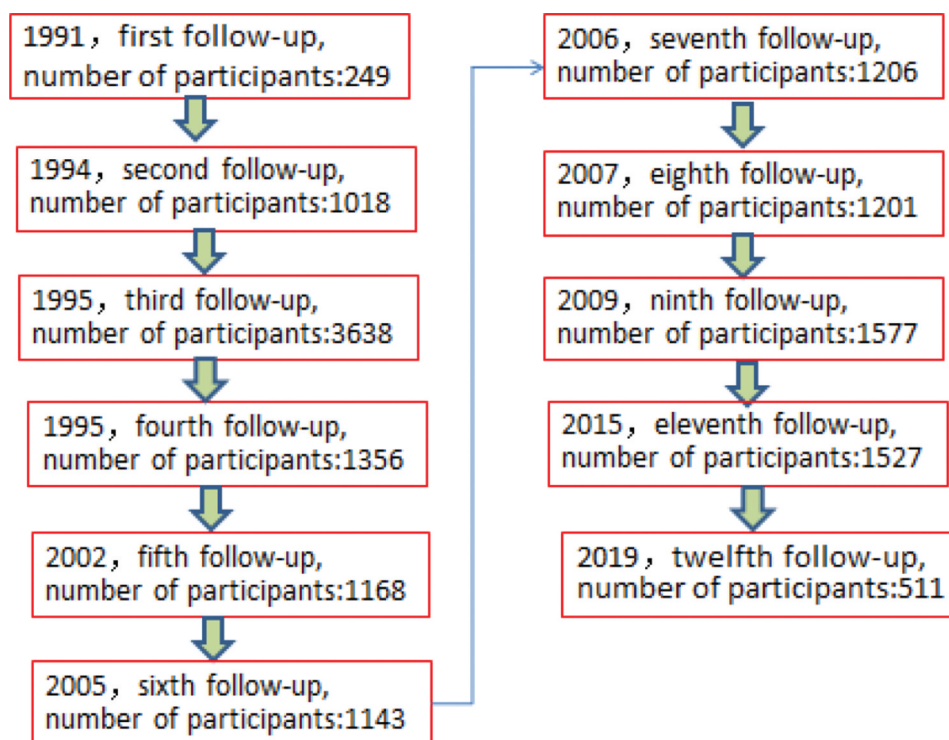 1991，first follow-up,
number of participants:249
1994，second follow-up,
number of participants:1018
1995，third follow-up,
number of participants:3638
1995，fourth follow-up,
number of participants:1356
2002，fifth follow-up,
number of participants:1168
2005，sixth follow-up,
number of participants:1143
2006，seventh follow-up,
number of participants:1206
2007，eighth follow-up,
number of participants:1201
2009，ninth follow-up,
number of participants:1577
2015，eleventh follow-up,
number of participants:1527
2019，twelfth follow-up,
number of participants:511